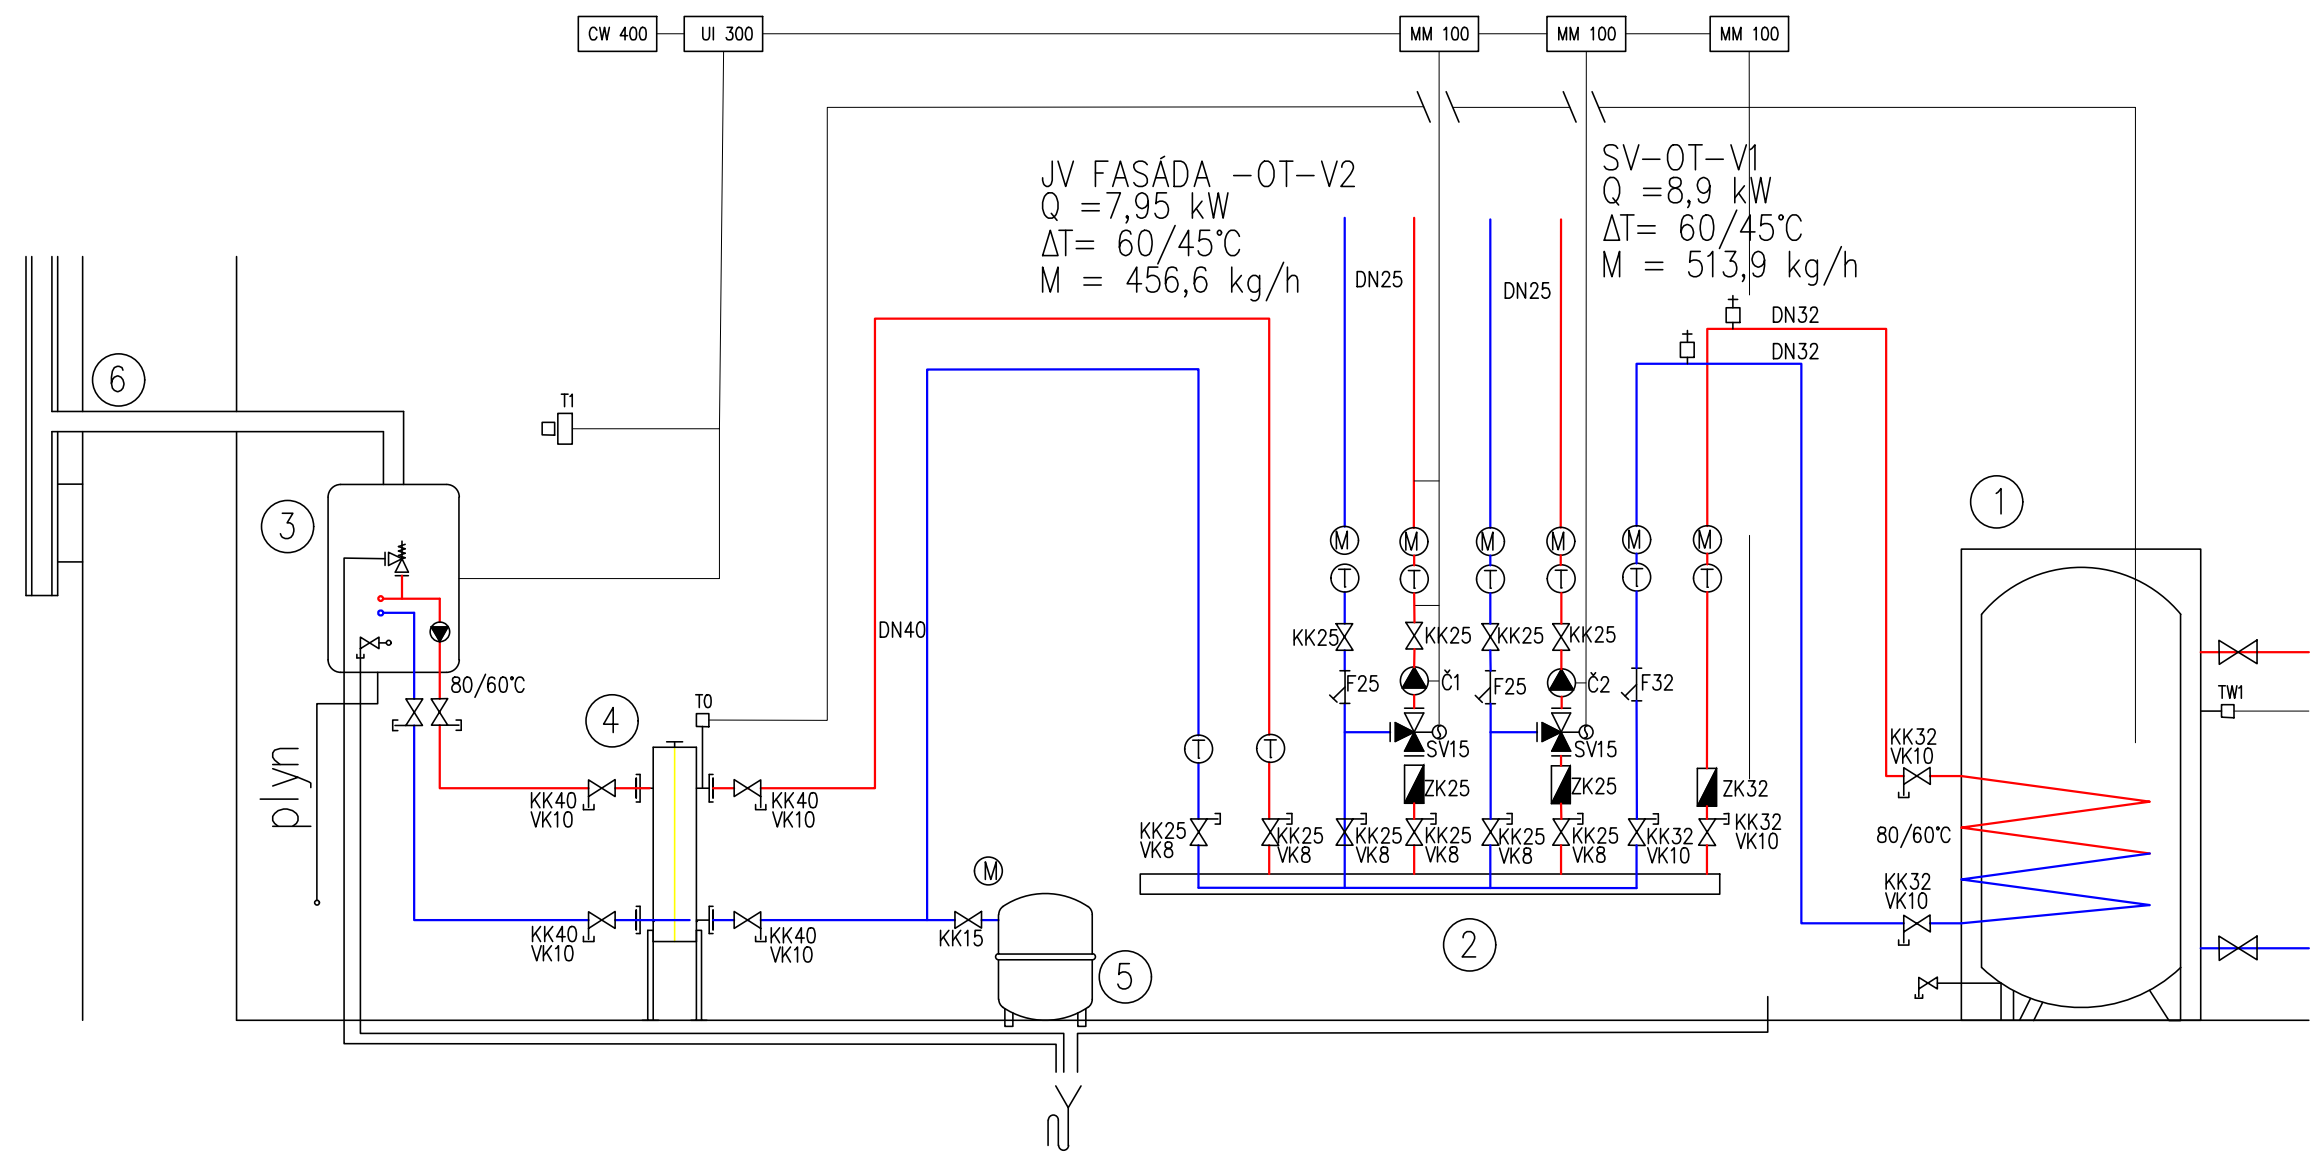 CW 400
UI 300
MM 100
MM 100
MM 100
JV FASÁDA -OT-V2
Q =7,95 kW
ΔT= 60/45°C
M = 456,6 kg/h
SV-OT-V1
Q =8,9 kW
ΔT= 60/45°C
M = 513,9 kg/h
DN25
DN25
DN32
DN32
6
T1
3
1
M
M
M
M
M
M
T
T
T
T
T
T
DN40
KK25
KK25
KK25
KK25
80/60°C
F25
Č1
F25
Č2
F32
T0
4
TW1
T
T
SV15
SV15
KK32
VK10
plyn
ZK25
ZK25
ZK32
KK40
VK10
KK40
VK10
KK25
VK8
KK25
VK8
KK25
VK8
KK25
VK8
KK25
VK8
KK25
VK8
KK32
VK10
KK32
VK10
80/60°C
M
KK32
VK10
KK40
VK10
KK40
VK10
KK15
2
5